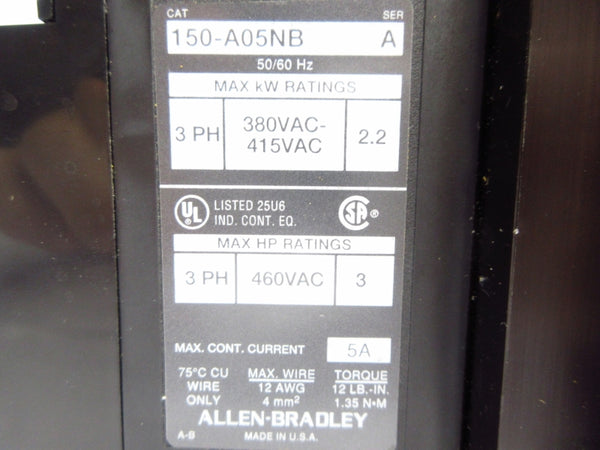 CAT SER
150-A05NB A
50/60 Hz
MAX kW RATINGS
3 PH 380VAC-415VAC 2.2
UL LISTED 25U6
IND. CONT. EQ. SA ®
MAX HP RATINGS
3 PH 460VAC 3
MAX. CONT. CURRENT 5A
75°C CU MAX. WIRE TORQUE
WIRE 12 AWG 12 LB.-IN.
ONLY 4 mm² 1.35 N•M
ALLEN-BRADLEY
A-B MADE IN U.S.A.